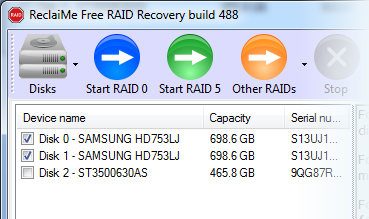 RAID ReclaiMe Free RAID Recovery build 488
Disks Start RAID 0 Start RAID 5 Other RAIDs Stop
Device name Capacity Serial nu...
Disk 0 - SAMSUNG HD753LJ 698.6 GB S13UJ1...
Disk 1 - SAMSUNG HD753LJ 698.6 GB S13UJ1...
Disk 2 - ST3500630AS 465.8 GB 9QG87R...